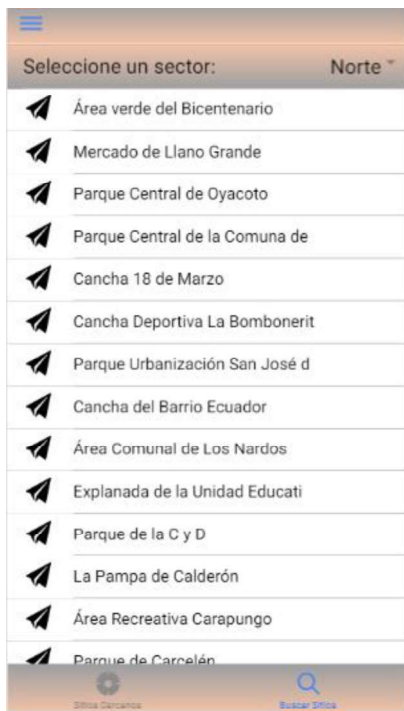 Seleccione un sector: Norte
Área verde del Bicentenario
Mercado de Llano Grande
Parque Central de Oyacoto
Parque Central de la Comuna de
Cancha 18 de Marzo
Cancha Deportiva La Bombonerit
Parque Urbanización San José d
Cancha del Barrio Ecuador
Área Comunal de Los Nardos
Explanada de la Unidad Educati
Parque de la C y D
La Pampa de Calderón
Área Recreativa Carapungo
Parque de Carcelén
Sitios Cercanos Buscar Sitios